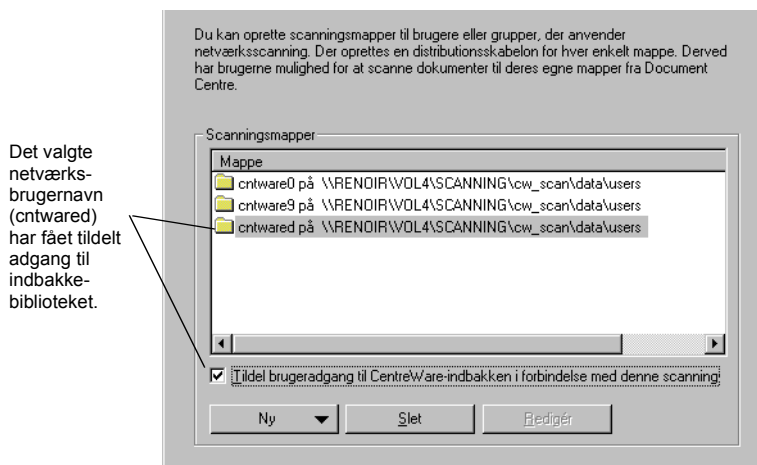 Du kan oprette scanningsmapper til brugere eller grupper, der anvender
netværksscanning. Der oprettes en distributionsskabelon for hver enkelt mappe. Derved
har brugerne mulighed for at scanne dokumenter til deres egne mapper fra Document
Centre.
Det valgte
netværks-
brugernavn
(cntwared)
har fået tildelt
adgang til
indbakke-
biblioteket.
Scanningsmapper
Mappe
cntware0 på \\RENOIR\VOL4\SCANNING\cw_scan\data\users
cntware9 på \\RENOIR\VOL4\SCANNING\cw_scan\data\users
cntwared på \\RENOIR\VOL4\SCANNING\cw_scan\data\users
Tildel brugeradgang til CentreWare-indbakken i forbindelse med denne scanning
Ny
Slet
Redigér